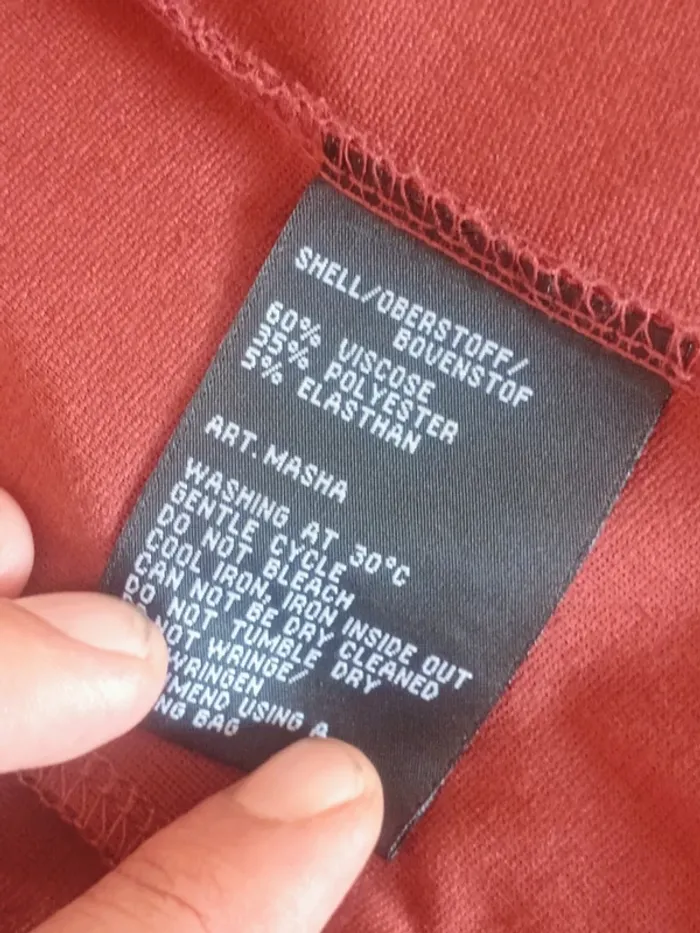 SHELL/OBERSTOFF/
BOVENSTOF
60% VISCOSE
35% POLYESTER
5% ELASTHAN
ART. MASHA
WASHING AT 30°C
GENTLE CYCLE
DO NOT BLEACH
COOL IRON, IRON INSIDE OUT
CAN NOT BE DRY CLEANED
DO NOT TUMBLE DRY
NOT WRINGE/
WRINGEN
MMEND USING A
NG BAG